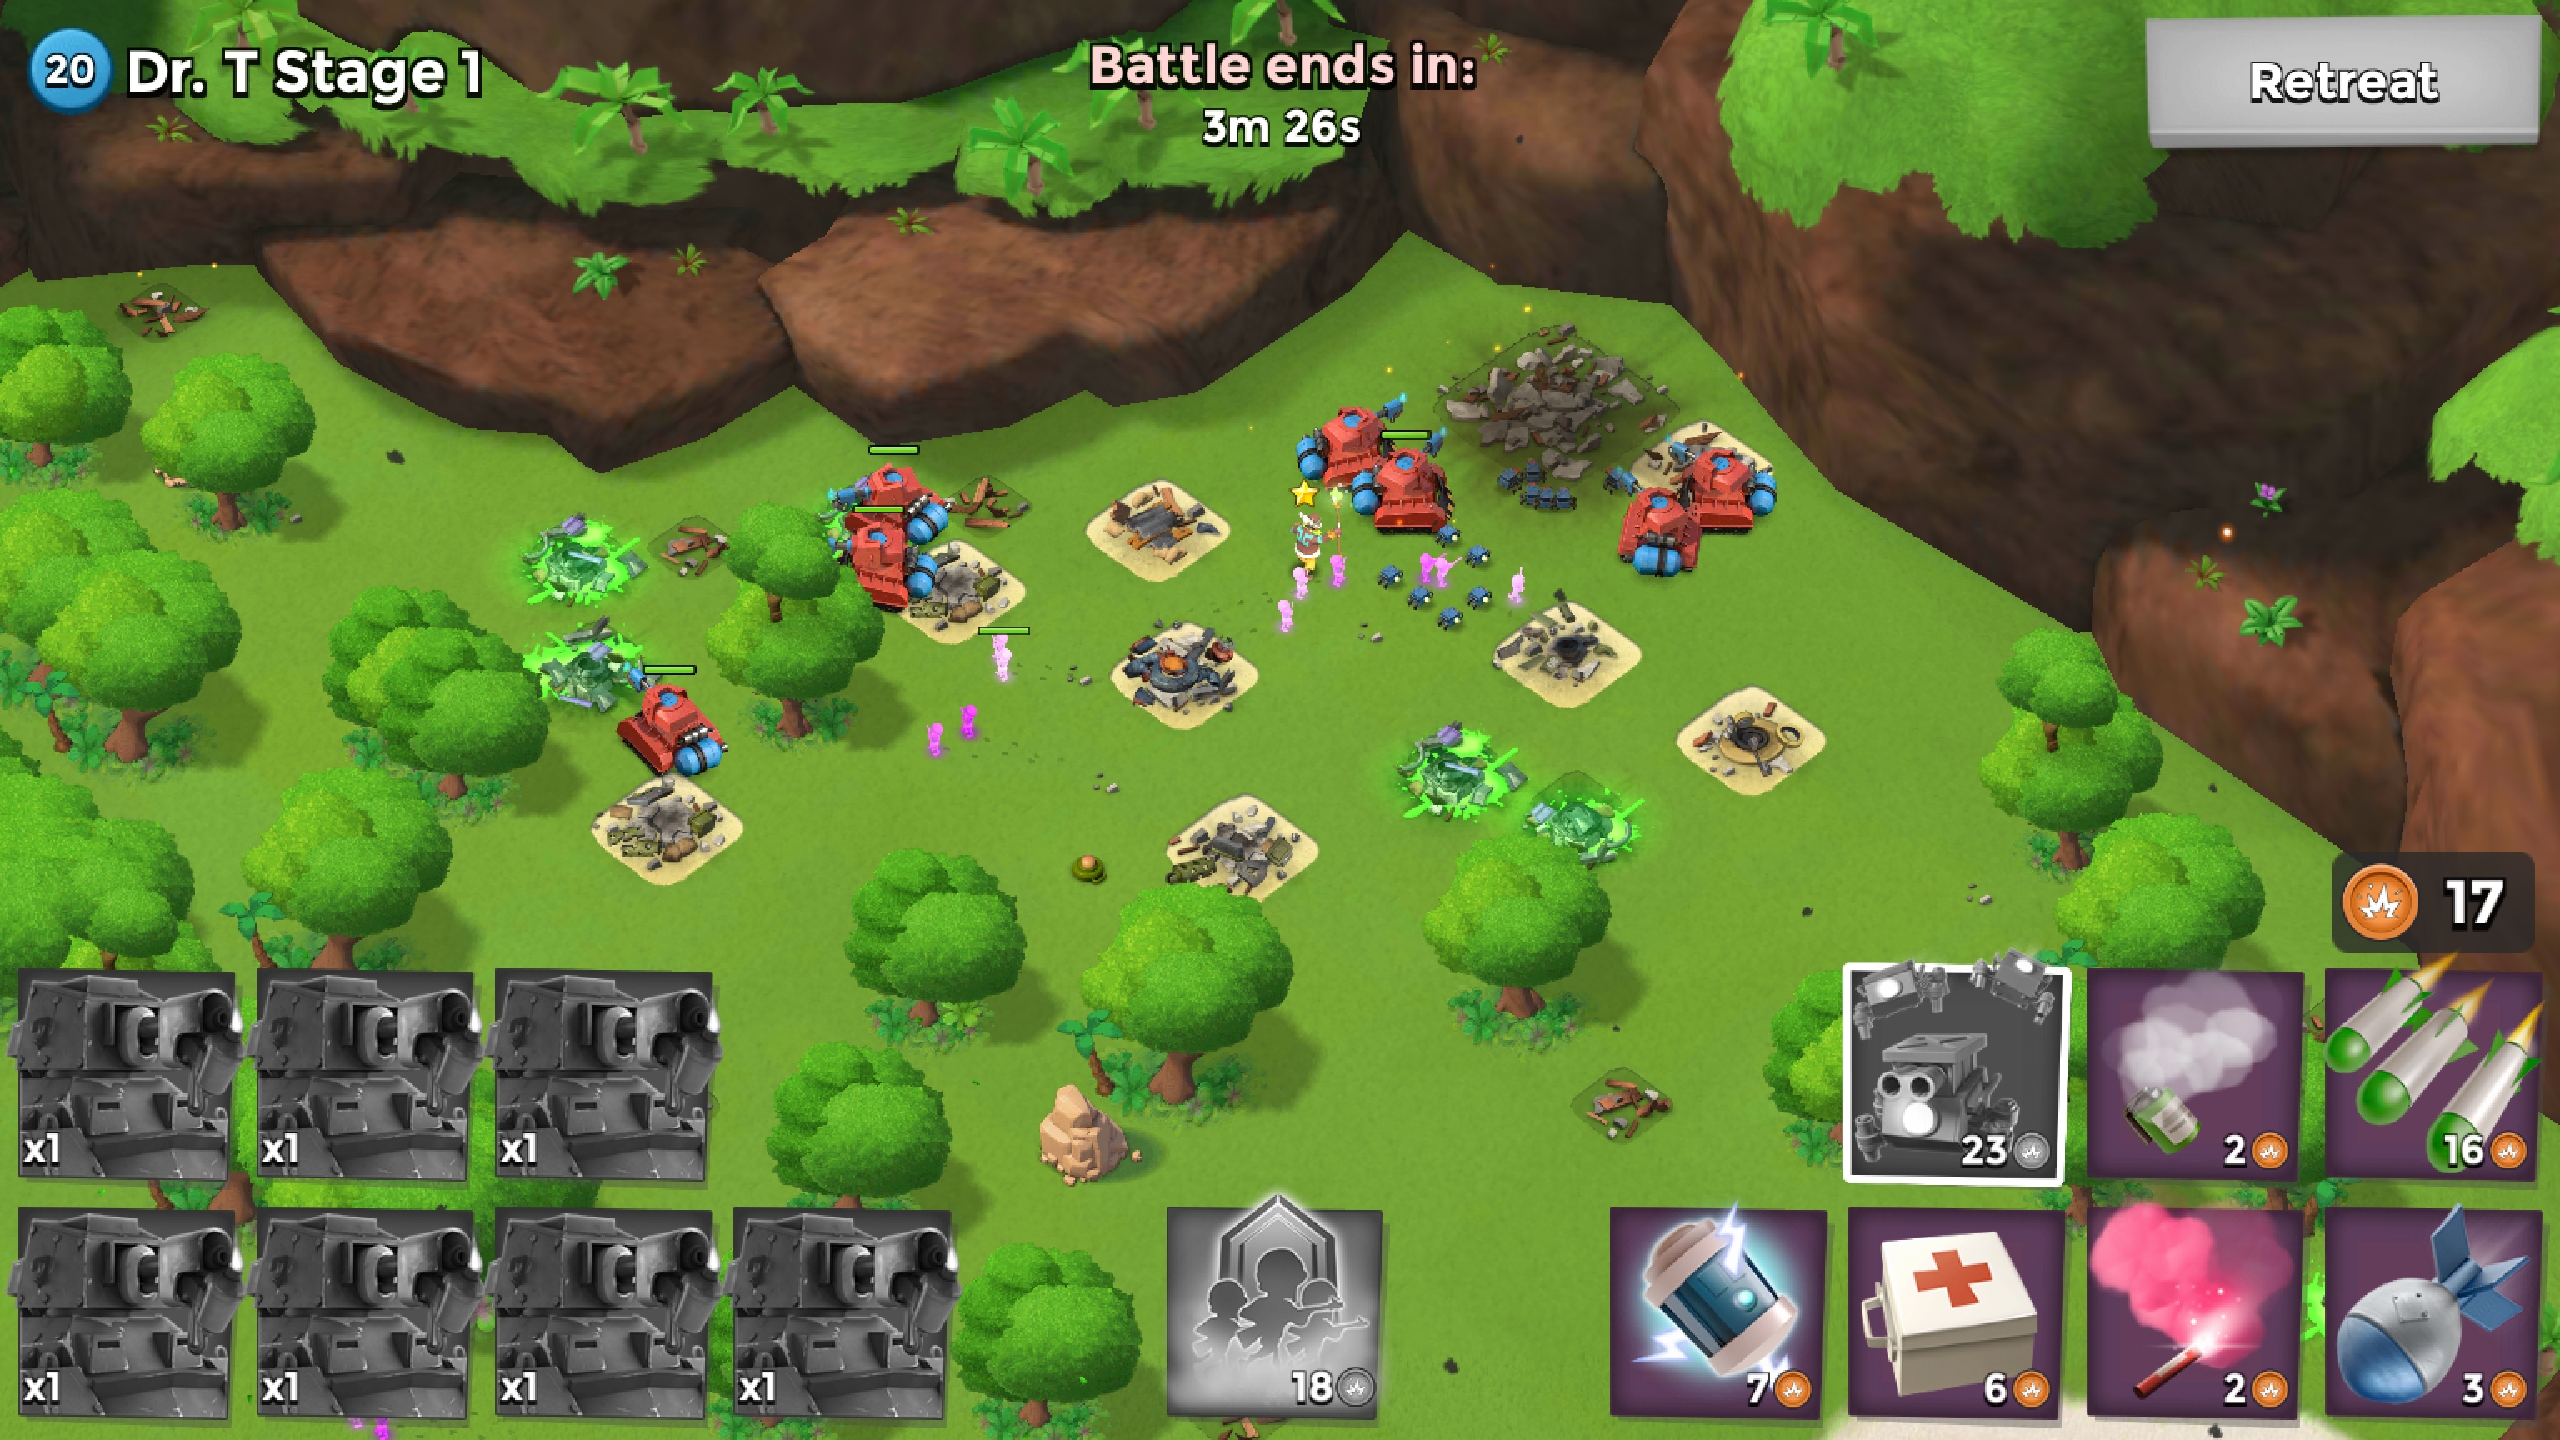 20 Dr. T Stage 1
Battle ends in:
3m 26s
Retreat
17
x1 x1 x1
23 2 16
x1 x1 x1 x1
18
7 6 2 3